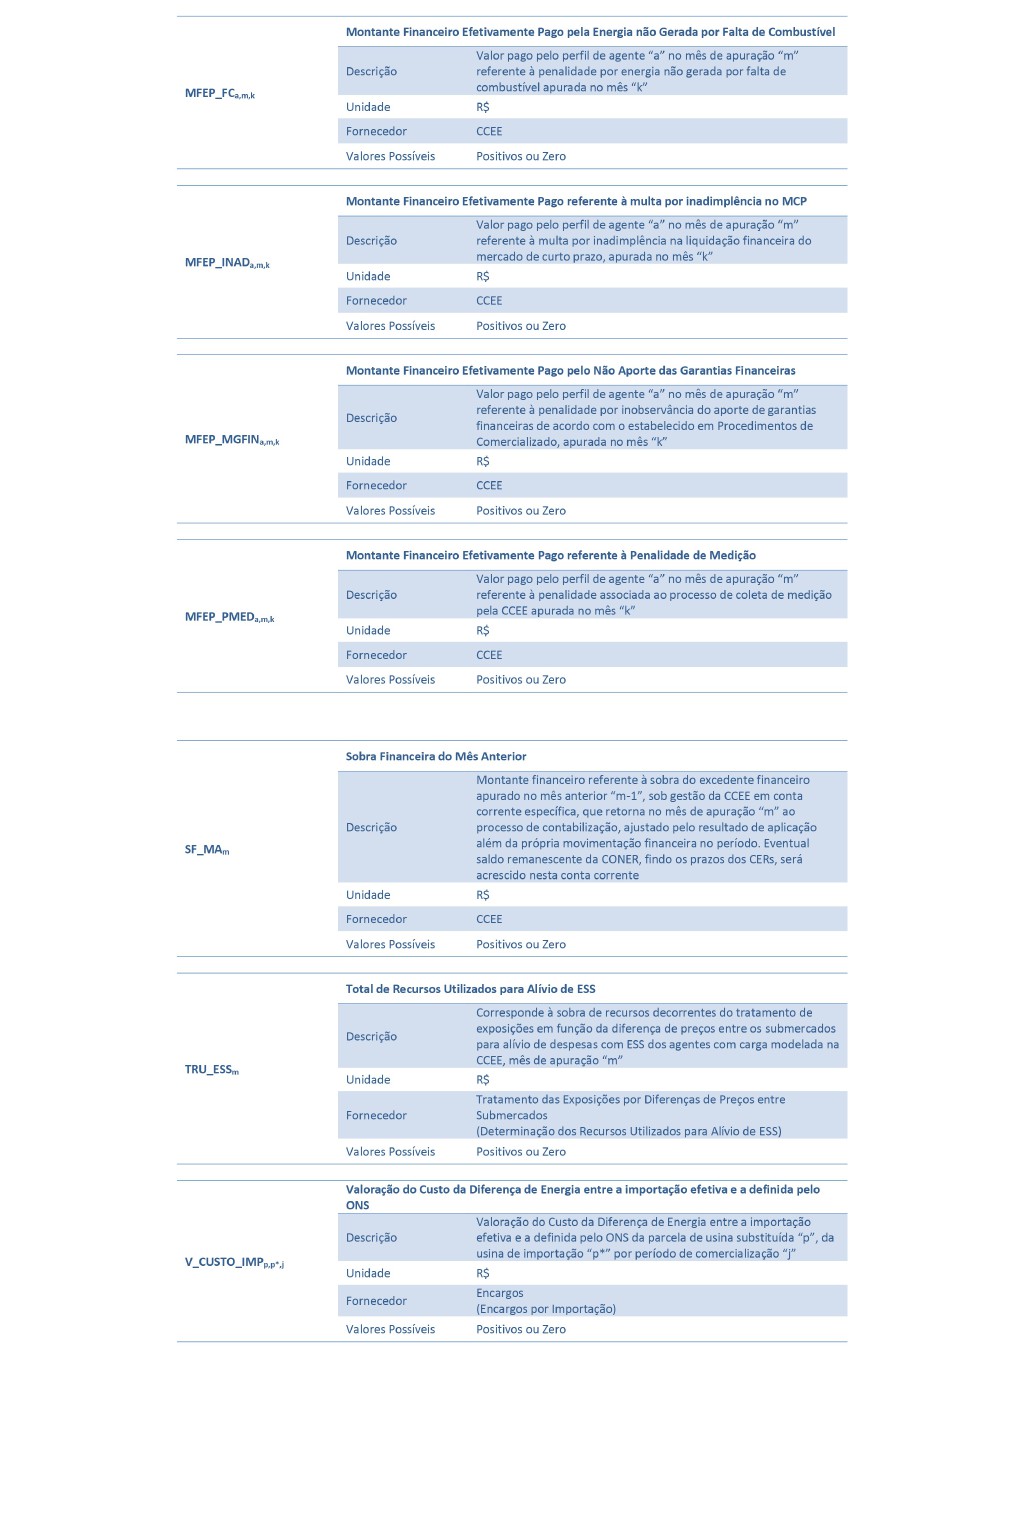 Montante Financeiro Efetivamente Pago pela Energia não Gerada por Falta de Combustível
MFEP_FCa,m,k
Descrição
Valor pago pelo perfil de agente “a” no mês de apuração “m”
referente à penalidade por energia não gerada por falta de
combustível apurada no mês “k”
Unidade R$
Fornecedor CCEE
Valores Possíveis Positivos ou Zero
Montante Financeiro Efetivamente Pago referente à multa por inadimplência no MCP
MFEP_INADa,m,k
Descrição
Valor pago pelo perfil de agente “a” no mês de apuração “m”
referente à multa por inadimplência na liquidação financeira do
mercado de curto prazo, apurada no mês “k”
Unidade R$
Fornecedor CCEE
Valores Possíveis Positivos ou Zero
Montante Financeiro Efetivamente Pago pelo Não Aporte das Garantias Financeiras
MFEP_MGFINa,m,k
Descrição
Valor pago pelo perfil de agente “a” no mês de apuração “m”
referente à penalidade por inobservância do aporte de garantias
financeiras de acordo com o estabelecido em Procedimentos de
Comercializado, apurada no mês “k”
Unidade R$
Fornecedor CCEE
Valores Possíveis Positivos ou Zero
Montante Financeiro Efetivamente Pago referente à Penalidade de Medição
MFEP_PMEDa,m,k
Descrição
Valor pago pelo perfil de agente “a” no mês de apuração “m”
referente à penalidade associada ao processo de coleta de medição
pela CCEE apurada no mês “k”
Unidade R$
Fornecedor CCEE
Valores Possíveis Positivos ou Zero
Sobra Financeira do Mês Anterior
SF_MAm
Descrição
Montante financeiro referente à sobra do excedente financeiro
apurado no mês anterior “m-1”, sob gestão da CCEE em conta
corrente específica, que retorna no mês de apuração “m” ao
processo de contabilização, ajustado pelo resultado de aplicação
além da própria movimentação financeira no período. Eventual
saldo remanescente da CONER, findo os prazos dos CERs, será
acrescido nesta conta corrente
Unidade R$
Fornecedor CCEE
Valores Possíveis Positivos ou Zero
Total de Recursos Utilizados para Alívio de ESS
TRU_ESSm
Descrição
Corresponde à sobra de recursos decorrentes do tratamento de
exposições em função da diferença de preços entre os submercados
para alívio de despesas com ESS dos agentes com carga modelada na
CCEE, mês de apuração “m”
Unidade R$
Fornecedor
Tratamento das Exposições por Diferenças de Preços entre
Submercados
(Determinação dos Recursos Utilizados para Alívio de ESS)
Valores Possíveis Positivos ou Zero
Valoração do Custo da Diferença de Energia entre a importação efetiva e a definida pelo
ONS
V_CUSTO_IMPp,p*,j
Descrição
Valoração do Custo da Diferença de Energia entre a importação
efetiva e a definida pelo ONS da parcela de usina substituída “p”, da
usina de importação “p*” por período de comercialização “j”
Unidade R$
Fornecedor
Encargos
(Encargos por Importação)
Valores Possíveis Positivos ou Zero